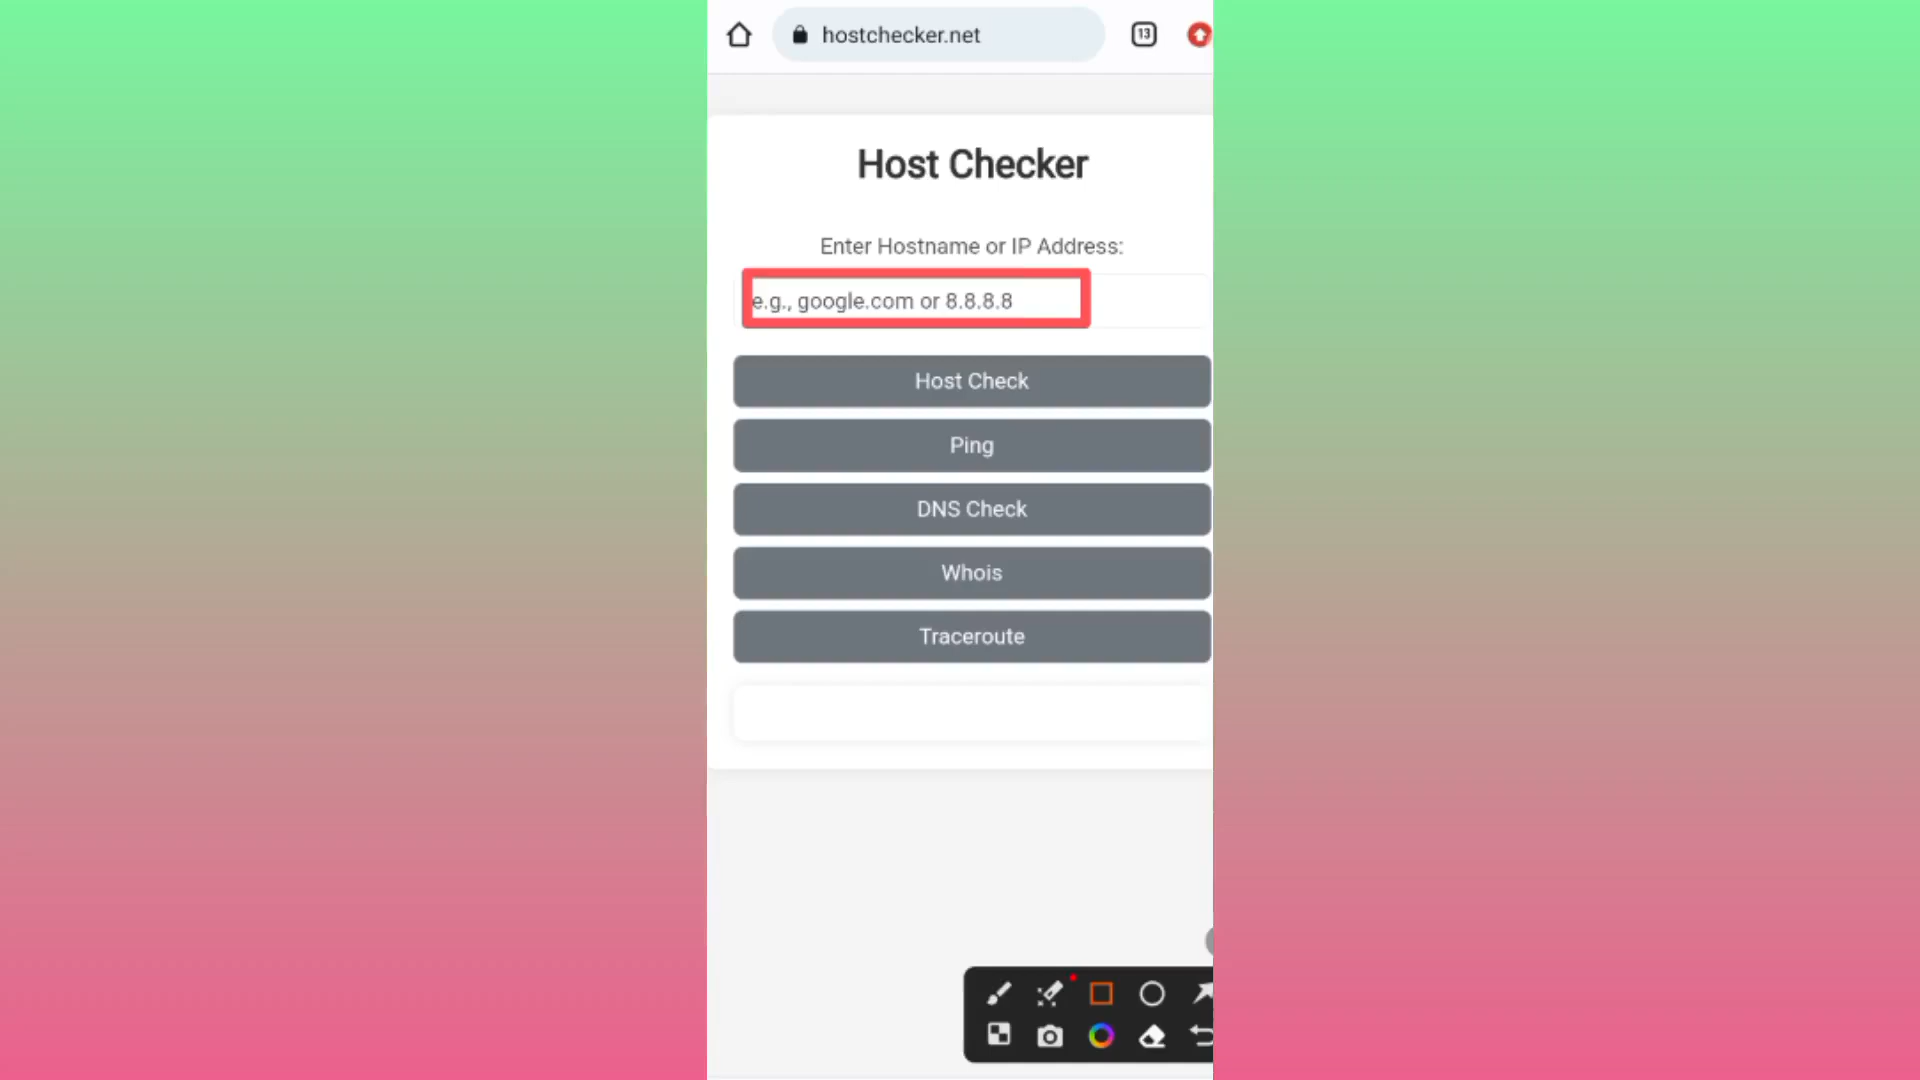 hostchecker.net
13
Host Checker
Enter Hostname or IP Address:
e.g., google.com or 8.8.8.8
Host Check
Ping
DNS Check
Whois
Traceroute